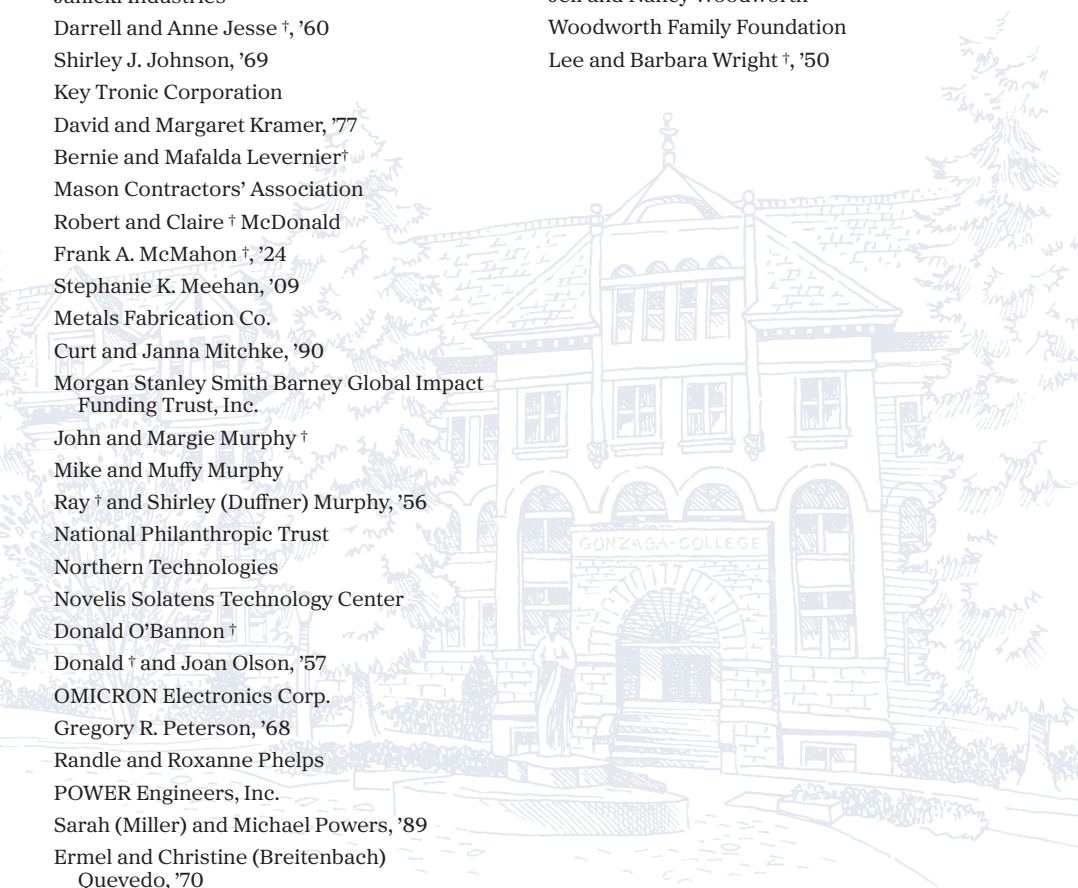 Janicki Industries
Darrell and Anne Jesse †, ’60
Shirley J. Johnson, ’69
Key Tronic Corporation
David and Margaret Kramer, ’77
Bernie and Mafalda Levernier†
Mason Contractors’ Association
Robert and Claire † McDonald
Frank A. McMahon †, ’24
Stephanie K. Meehan, ’09
Metals Fabrication Co.
Curt and Janna Mitchke, ’90
Morgan Stanley Smith Barney Global Impact
Funding Trust, Inc.
John and Margie Murphy †
Mike and Muffy Murphy
Ray † and Shirley (Duffner) Murphy, ’56
National Philanthropic Trust
Northern Technologies
Novelis Solatens Technology Center
Donald O’Bannon †
Donald † and Joan Olson, ’57
OMICRON Electronics Corp.
Gregory R. Peterson, ’68
Randle and Roxanne Phelps
POWER Engineers, Inc.
Sarah (Miller) and Michael Powers, ’89
Ermel and Christine (Breitenbach)
Quevedo, ’70
Jeff and Nancy Woodworth
Woodworth Family Foundation
Lee and Barbara Wright †, ’50
GONZAGA-COLLEGE